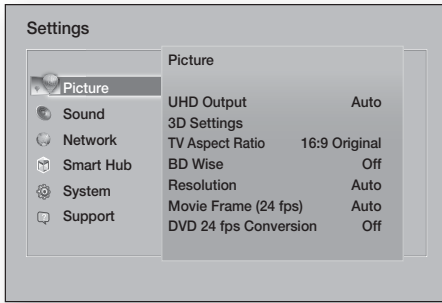 Settings
Picture
Sound
Network
Smart Hub
System
Support
Picture
UHD Output Auto
3D Settings
TV Aspect Ratio 16:9 Original
BD Wise Off
Resolution Auto
Movie Frame (24 fps) Auto
DVD 24 fps Conversion Off